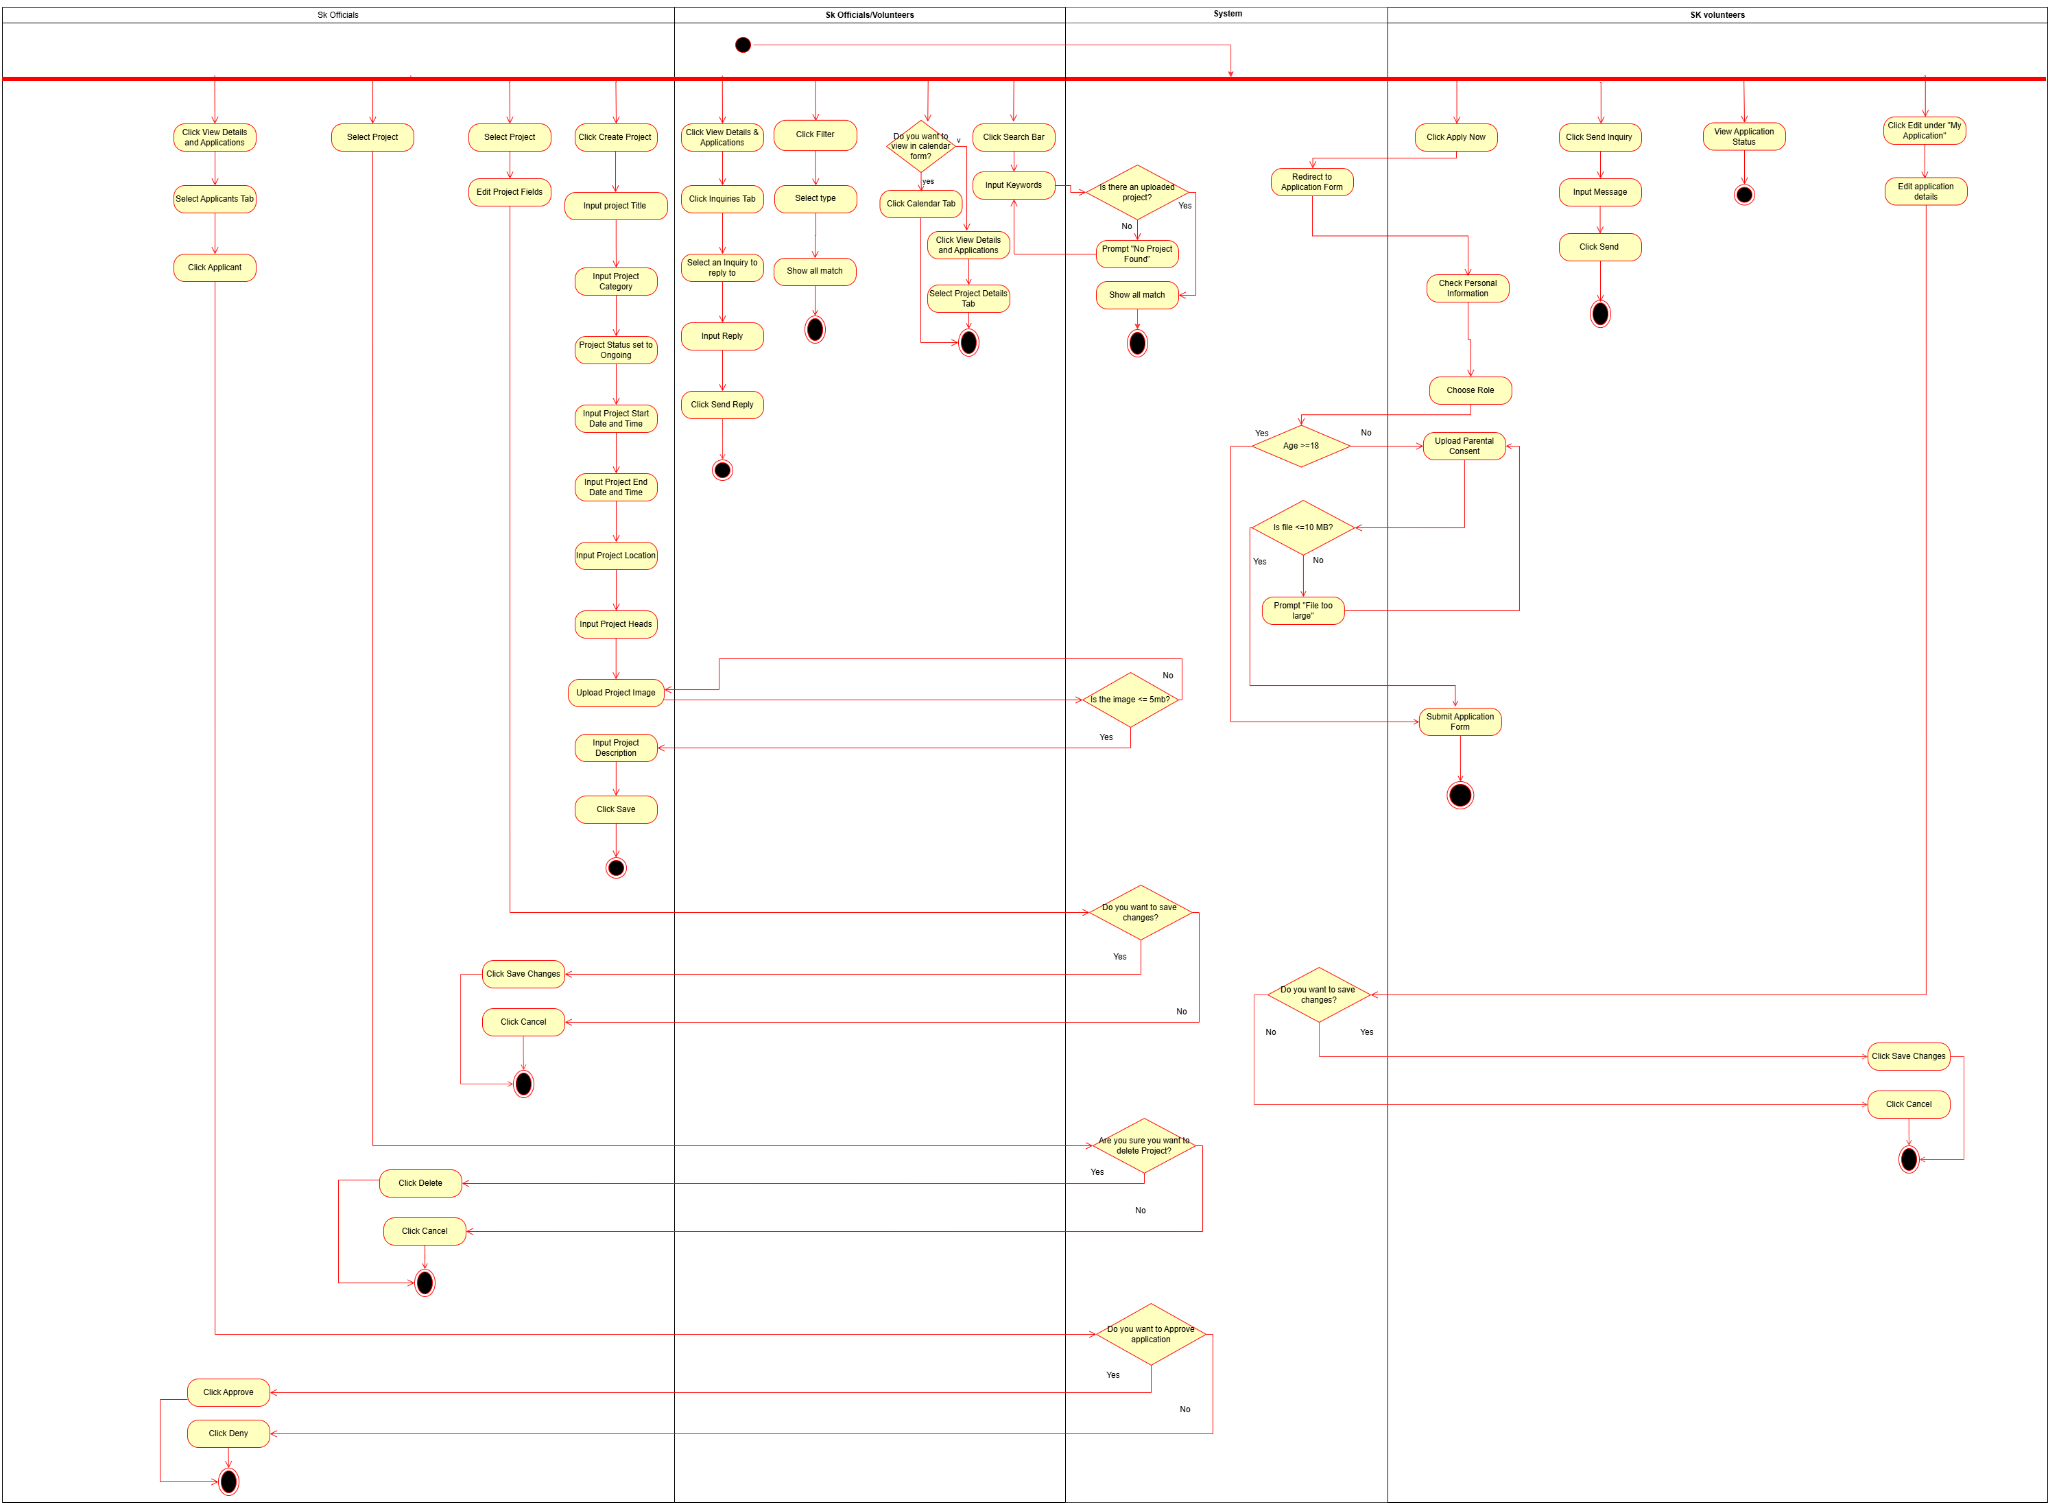 Sk Officials
Sk Officials/Volunteers
System
SK volunteers
Click View Details
and Applications
Select Applicants Tab
Click Applicant
Select Project
Select Project
Edit Project Fields
Click Create Project
Input project Title
Input Project
Category
Project Status set to
Ongoing
Input Project Start
Date and Time
Input Project End
Date and Time
Input Project Location
Input Project Heads
Upload Project Image
Input Project
Description
Click Save
Click View Details &
Applications
Click Inquiries Tab
Select an Inquiry to
reply to
Input Reply
Click Send Reply
Click Filter
Select type
Show all match
Do you want to
view in calendar
form?
v
yes
Click Calendar Tab
Click View Details
and Applications
Select Project Details
Tab
Click Search Bar
Input Keywords
Is there an uploaded
project?
Yes
No
Prompt "No Project
Found"
Show all match
Click Apply Now
Redirect to
Application Form
Check Personal
Information
Choose Role
Yes
Age >=18
No
Upload Parental
Consent
Is file <=10 MB?
Yes
No
Prompt "File too
large"
Submit Application
Form
Click Send Inquiry
Input Message
Click Send
View Application
Status
Click Edit under "My
Application"
Edit application
details
No
Is the image <= 5mb?
Yes
Do you want to save
changes?
Yes
Click Save Changes
No
Click Cancel
Do you want to save
changes?
No
Yes
Click Save Changes
Click Cancel
Are you sure you want to
delete Project?
Yes
Click Delete
No
Click Cancel
Do you want to Approve
application
Yes
Click Approve
No
Click Deny